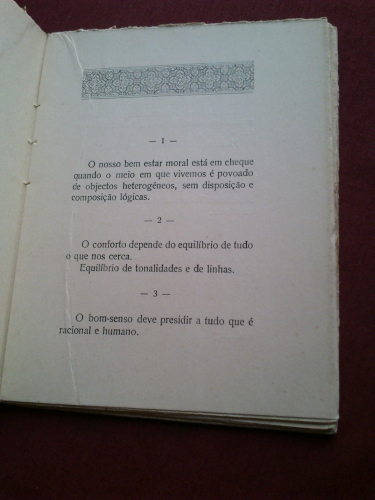 — 1 —
O nosso bem estar moral está em cheque
quando o meio em que vivemos é povoado
de objectos heterogéneos, sem disposição e
composição lógicas.
— 2 —
O conforto depende do equilíbrio de tudo
o que nos cerca.
Equilíbrio de tonalidades e de linhas.
— 3 —
O bom-senso deve presidir a tudo que é
racional e humano.